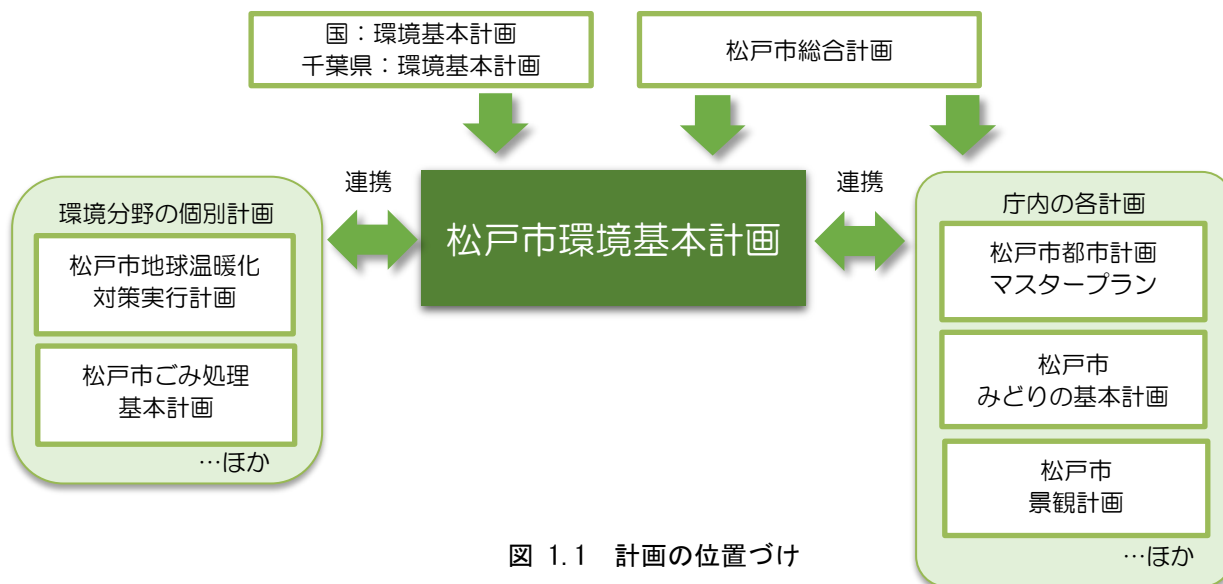 国：環境基本計画
千葉県：環境基本計画
松戸市総合計画
連携
連携
松戸市環境基本計画
環境分野の個別計画
松戸市地球温暖化
対策実行計画
松戸市ごみ処理
基本計画
…ほか
庁内の各計画
松戸市都市計画
マスタープラン
松戸市
みどりの基本計画
松戸市
景観計画
…ほか
図 1.1 計画の位置づけ